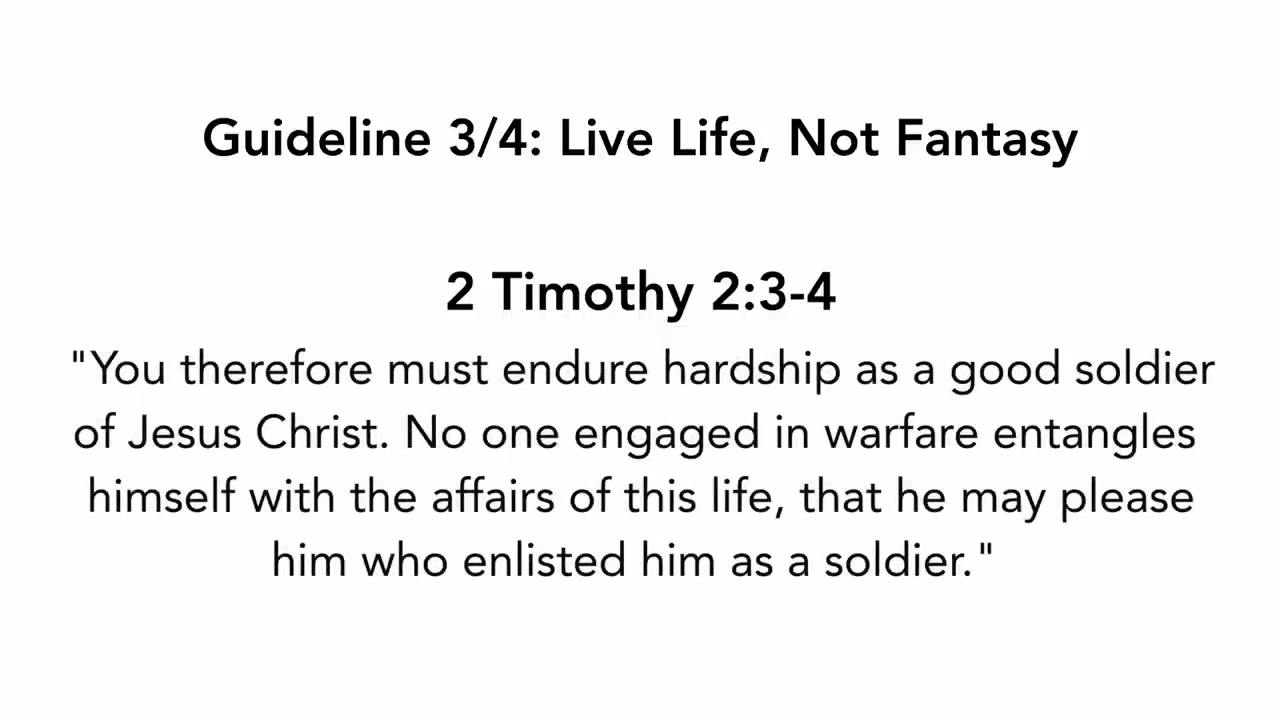 Guideline 3/4: Live Life, Not Fantasy
2 Timothy 2:3-4
"You therefore must endure hardship as a good soldier
of Jesus Christ. No one engaged in warfare entangles
himself with the affairs of this life, that he may please
him who enlisted him as a soldier."